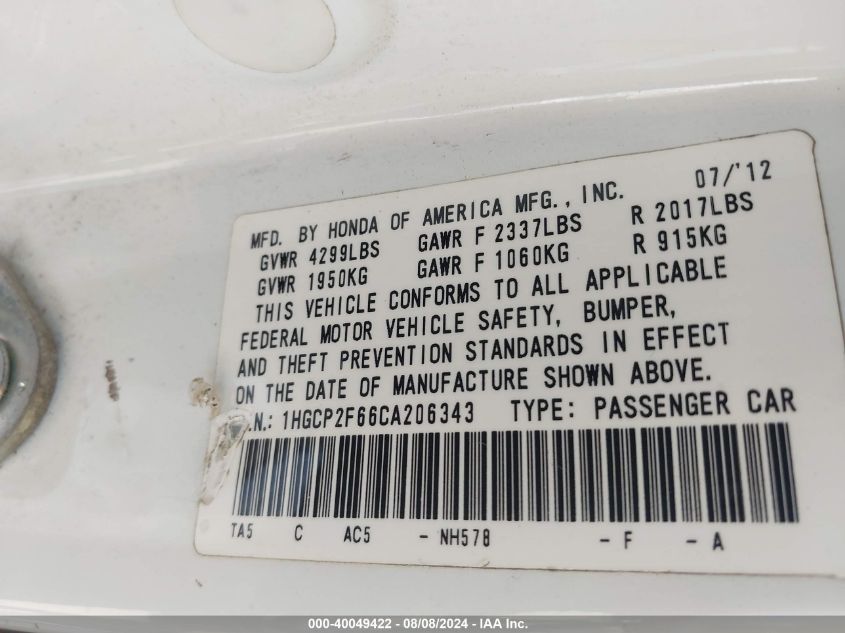 MFD. BY HONDA OF AMERICA MFG., INC. 07/'12
GVWR 4299LBS GAWR F 2337LBS R 2017LBS
GVWR 1950KG GAWR F 1060KG R 915KG
THIS VEHICLE CONFORMS TO ALL APPLICABLE
FEDERAL MOTOR VEHICLE SAFETY, BUMPER,
AND THEFT PREVENTION STANDARDS IN EFFECT
ON THE DATE OF MANUFACTURE SHOWN ABOVE.
.N.: 1HGCP2F66CA206343 TYPE: PASSENGER CAR
TA5 C AC5 - NH578 - F - A
000-40049422 - 08/08/2024 - IAA Inc.